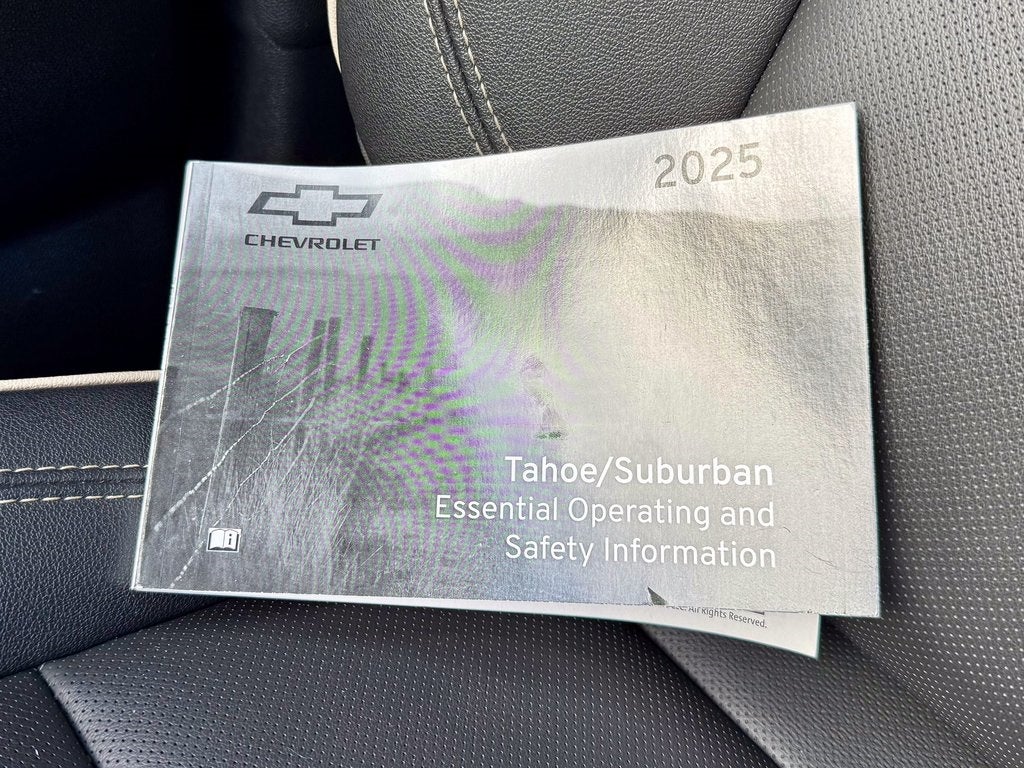 2025
CHEVROLET
Tahoe/Suburban
Essential Operating and
Safety Information
All Rights Reserved.